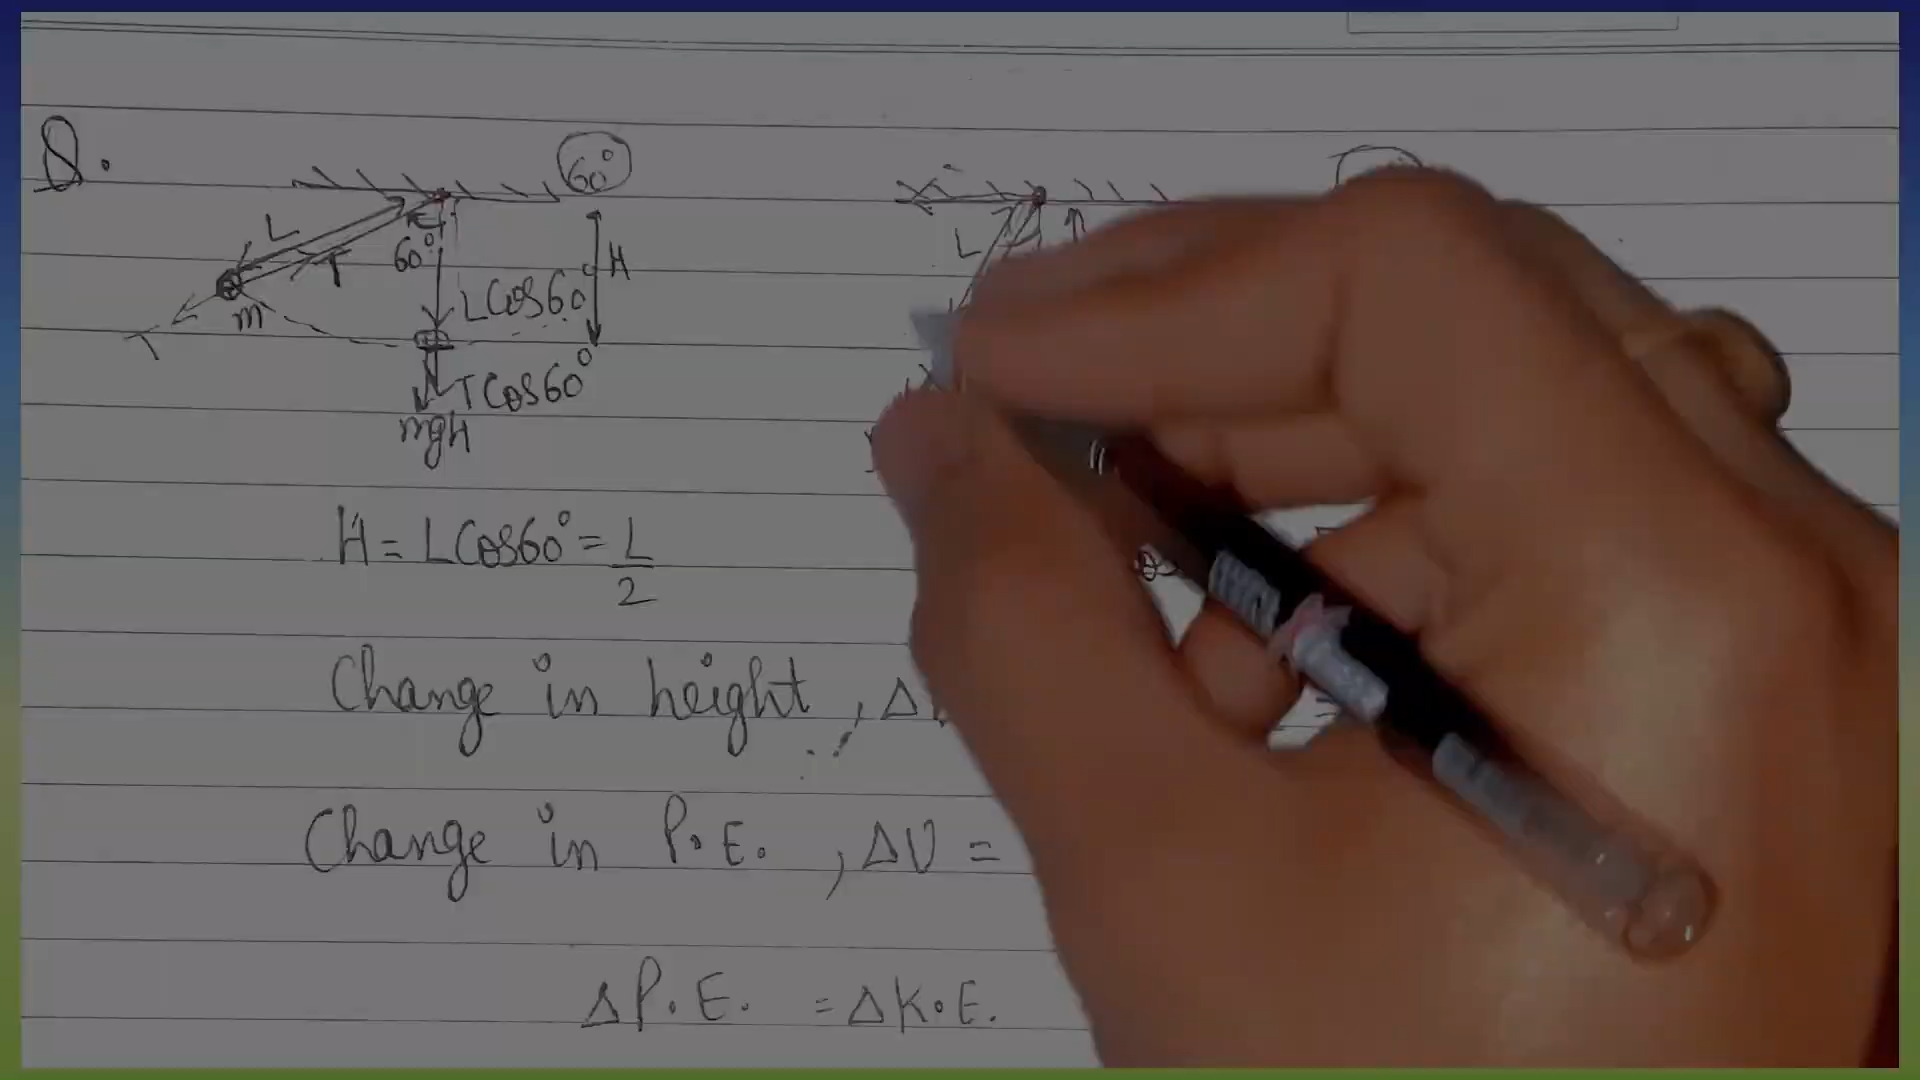 Q.
60°
L
60°
T
H
L
m
LCos60°
TCos60°
mgH
H = LCos60° = L/2
Change in height, Δ
Change in P.E., ΔU =
ΔP.E. = ΔK.E.